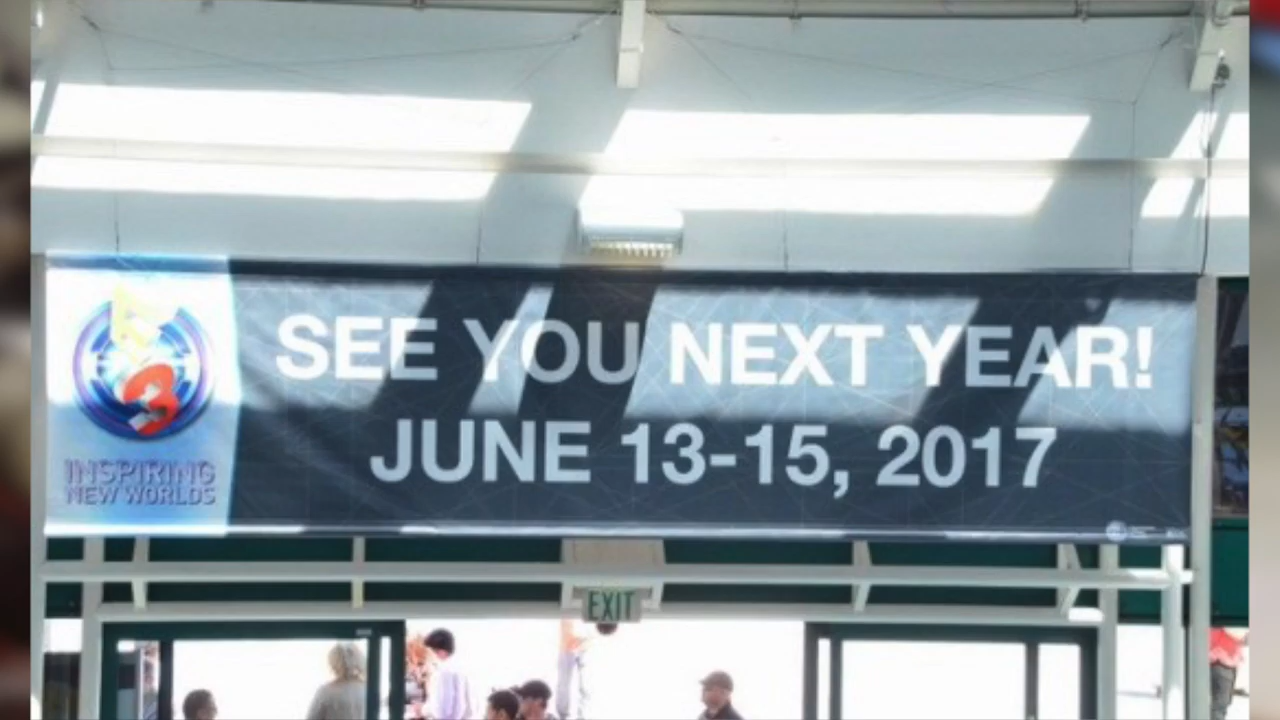 E3
INSPIRING
NEW WORLDS
SEE YOU NEXT YEAR!
JUNE 13-15, 2017
EXIT